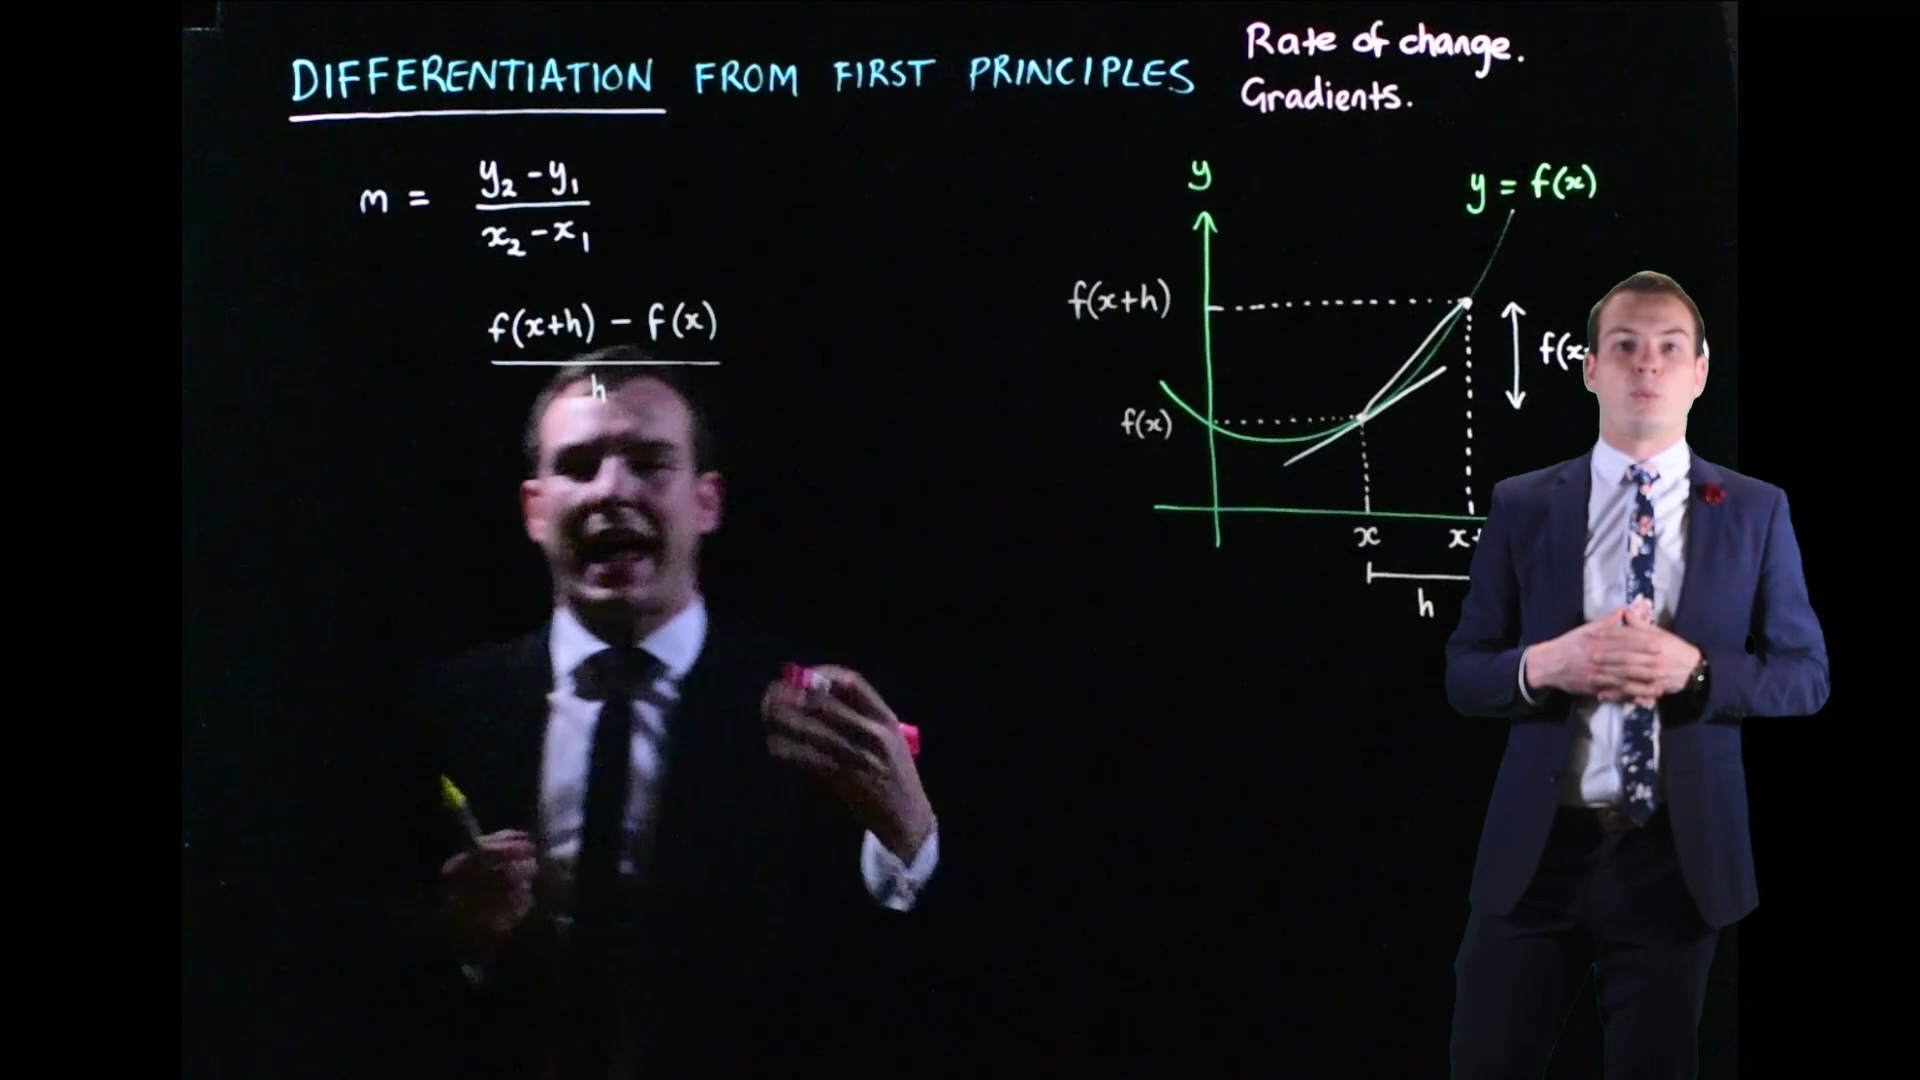 DIFFERENTIATION FROM FIRST PRINCIPLES
Rate of change.
Gradients.
m = y₂ - y₁
x₂ - x₁
f(x+h) - f(x)
h
y
y = f(x)
f(x+h)
f(x)
x
h